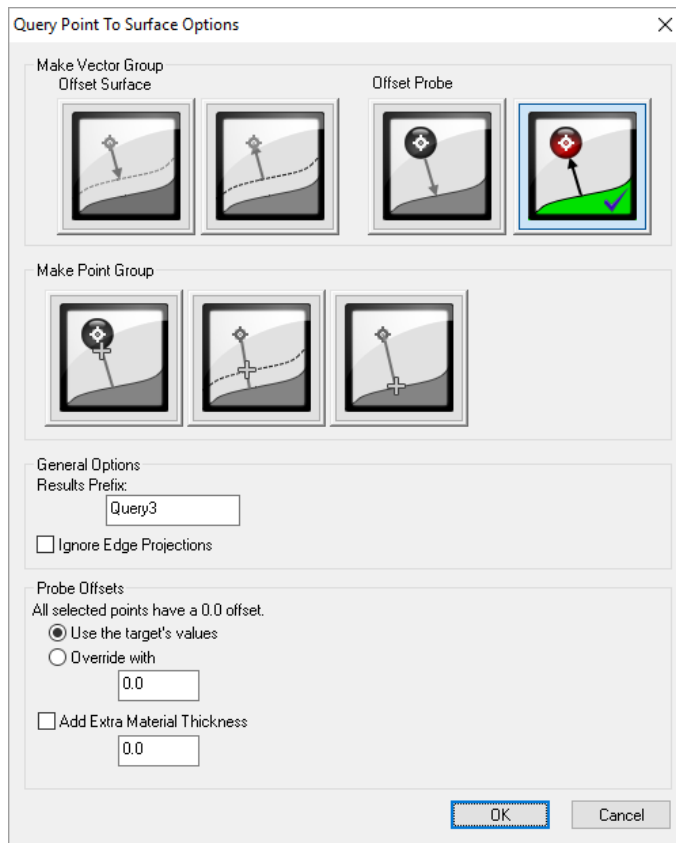 Query Point To Surface Options
Make Vector Group
Offset Surface Offset Probe
Make Point Group
General Options
Results Prefix:
Query3
Ignore Edge Projections
Probe Offsets
All selected points have a 0.0 offset.
Use the target's values
Override with
0.0
Add Extra Material Thickness
0.0
OK Cancel